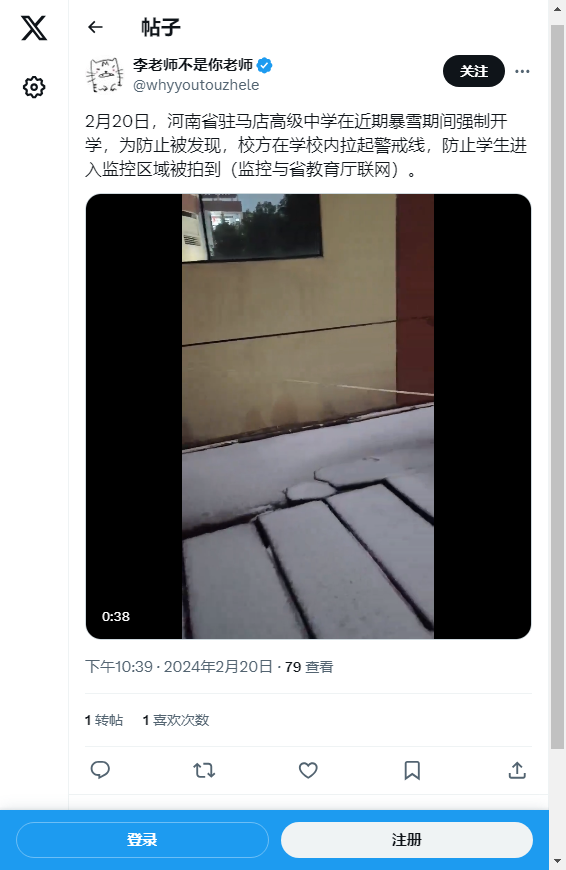 帖子
李老师不是你老师
@whyyoutouzhele
关注
2月20日，河南省驻马店高级中学在近期暴雪期间强制开
学，为防止被发现，校方在学校内拉起警戒线，防止学生进
入监控区域被拍到（监控与省教育厅联网）。
0:38
下午10:39 · 2024年2月20日 · 79 查看
1 转帖 1 喜欢次数
登录
注册